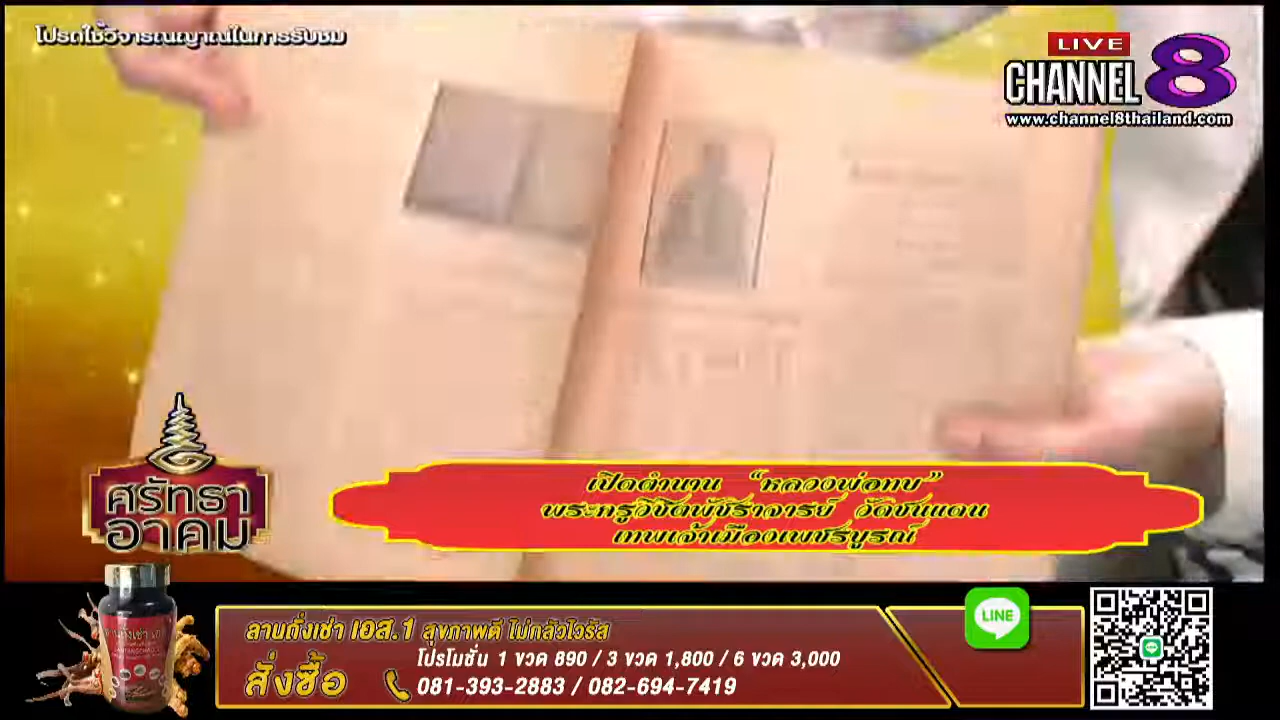 โปรดใช้วิจารณญาณในการรับชม
LIVE
CHANNEL 8
www.channel8thailand.com
ศรัทธา
อาคม
เปิดตำนาน “หลวงพ่อทบ”
พระครูวิชิตพัชราจารย์ วัดชนแดน
เทพเจ้าเมืองเพชรบูรณ์
ลานถั่งเช่า เอส.1 สุขภาพดี ไม่กลัวไวรัส
โปรโมชั่น 1 ขวด 890 / 3 ขวด 1,800 / 6 ขวด 3,000
สั่งซื้อ
081-393-2883 / 082-694-7419
LINE